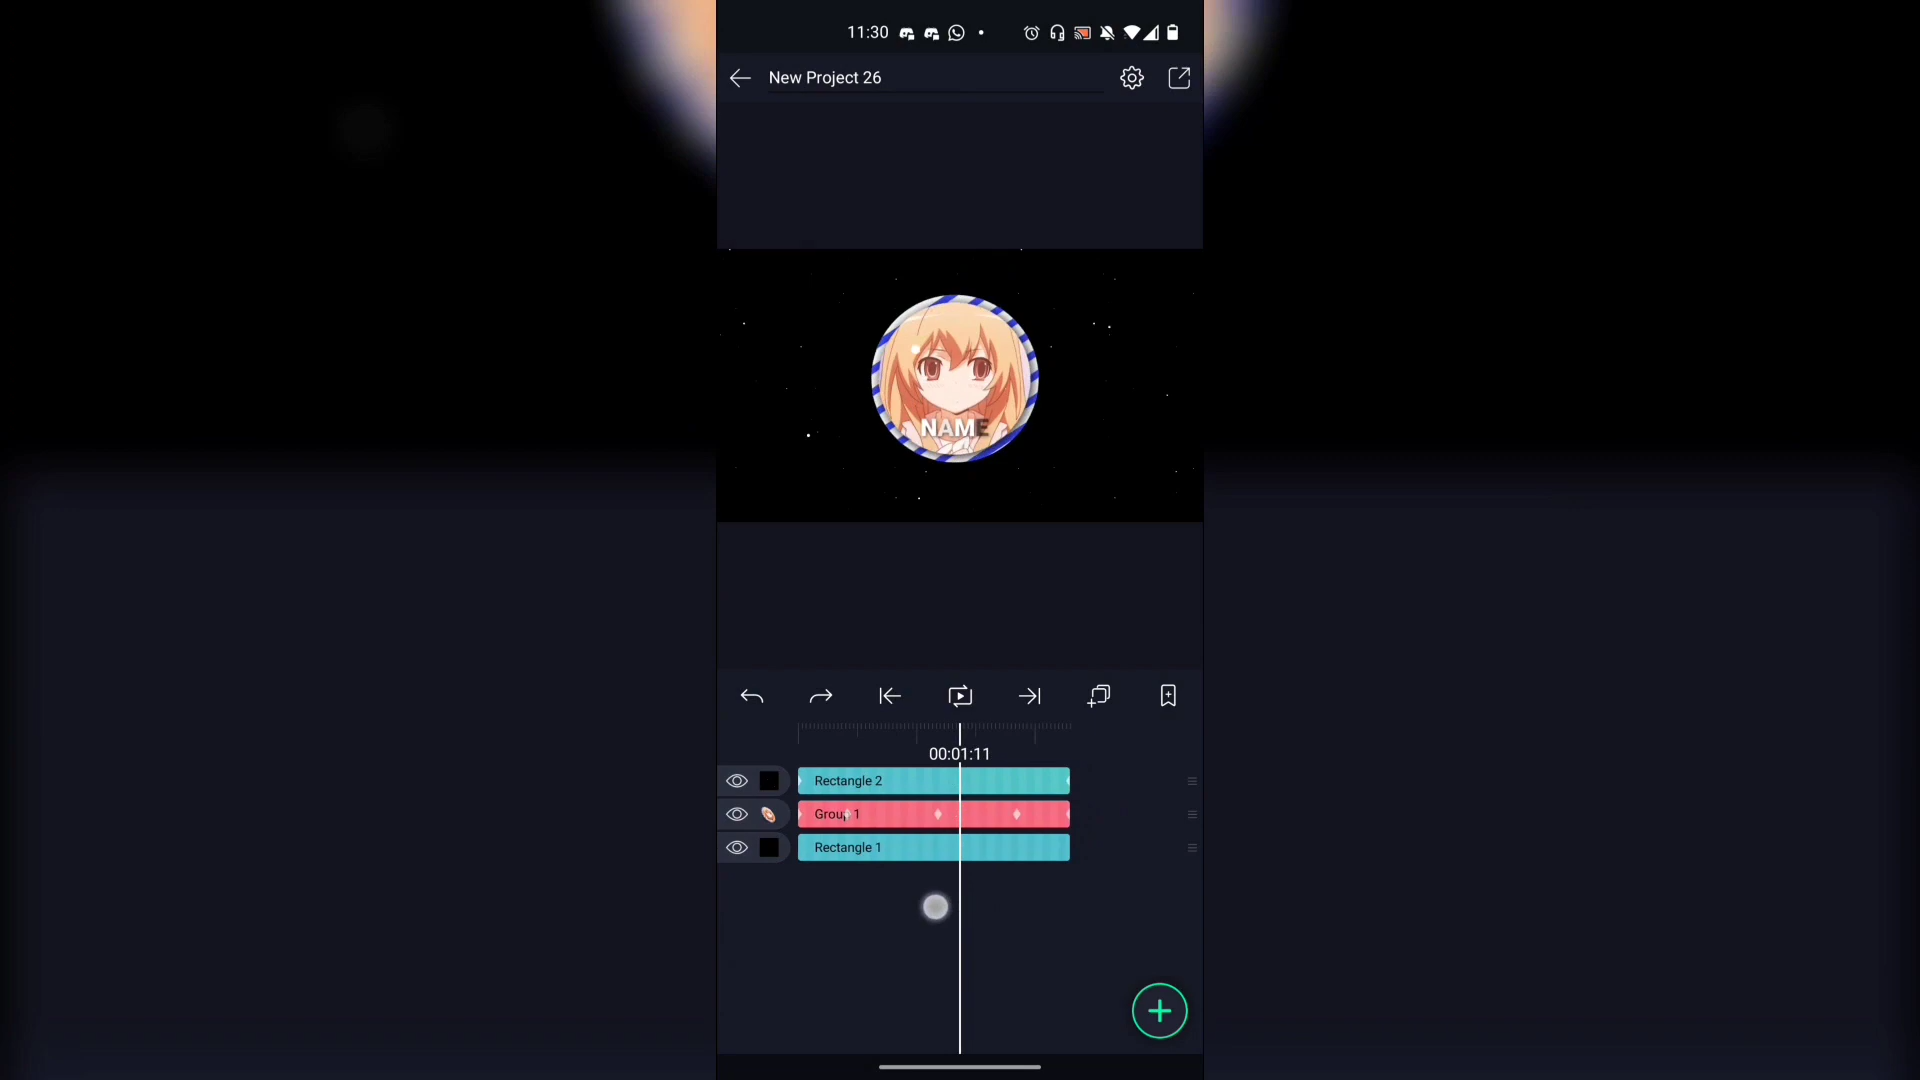 11:30
New Project 26
NAME
00:01:11
Rectangle 2
Group 1
Rectangle 1